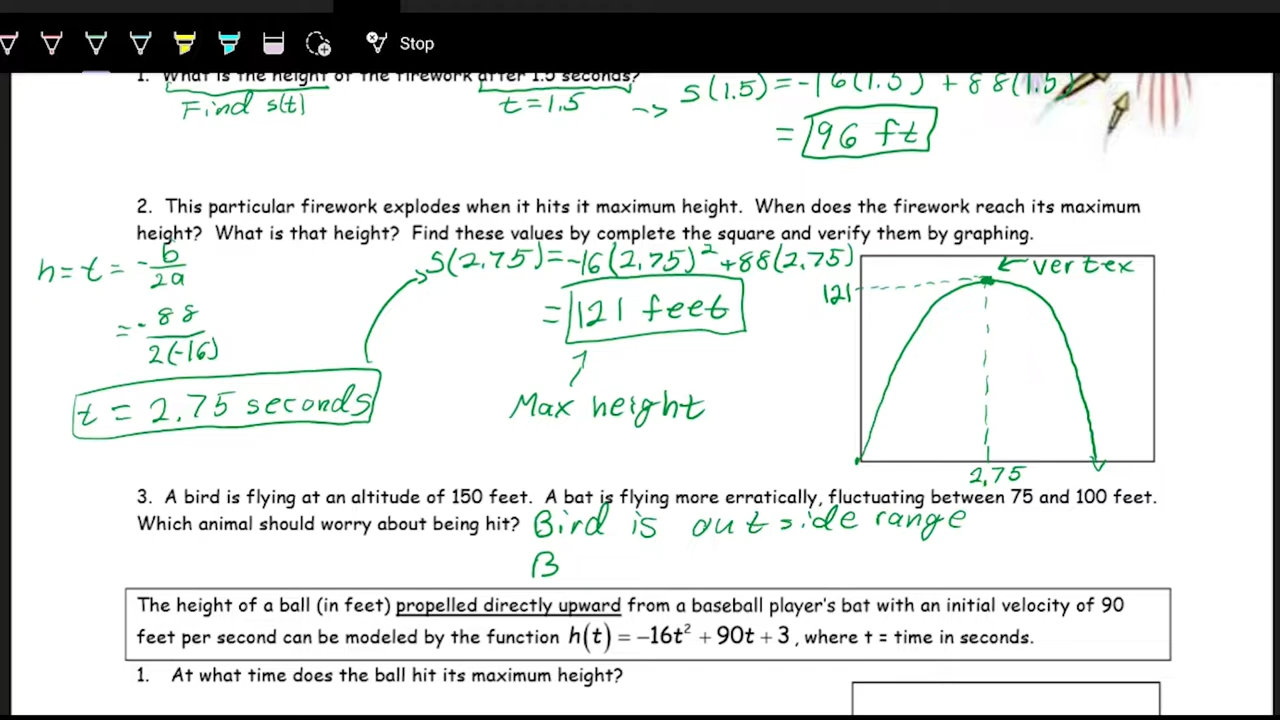 Stop
1. What is the height of the firework after 1.5 seconds?
s(1.5) = -16(1.5) + 88(1.5)
Find s(t)
t = 1.5 →
= 96 ft
2. This particular firework explodes when it hits it maximum height. When does the firework reach its maximum
height? What is that height? Find these values by complete the square and verify them by graphing.
h = t = - b/2a
s(2.75) = -16(2.75)² + 88(2.75)
← vertex
= - 88/2(-16)
= 121 feet
121
t = 2.75 seconds
Max height
2.75
3. A bird is flying at an altitude of 150 feet. A bat is flying more erratically, fluctuating between 75 and 100 feet.
Which animal should worry about being hit? Bird is outside range
B
The height of a ball (in feet) propelled directly upward from a baseball player's bat with an initial velocity of 90
feet per second can be modeled by the function h(t) = -16t² + 90t + 3, where t = time in seconds.
1. At what time does the ball hit its maximum height?